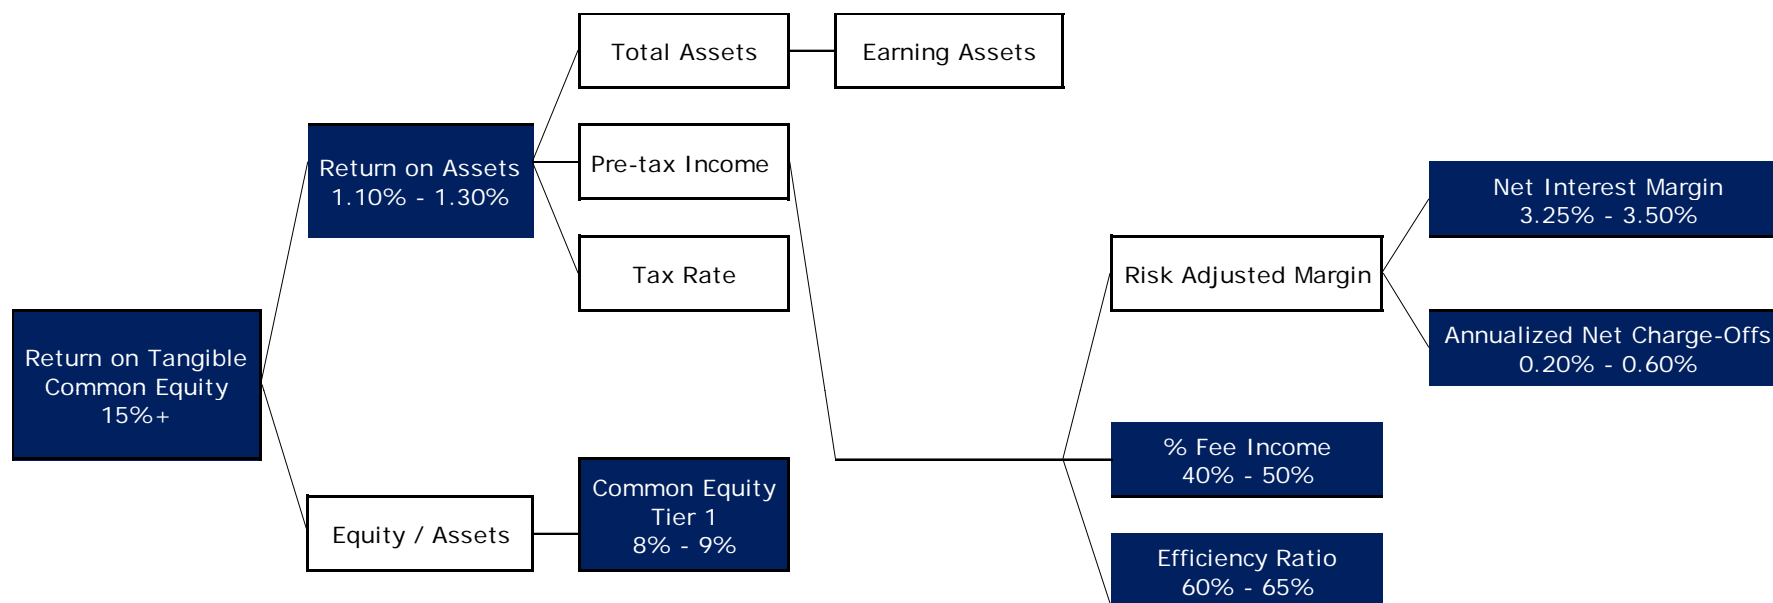 Total Assets
Earning Assets
Return on Assets
1.10% - 1.30%
Pre-tax Income
Tax Rate
Return on Tangible
Common Equity
15%+
Equity / Assets
Common Equity
Tier 1
8% - 9%
Risk Adjusted Margin
Net Interest Margin
3.25% - 3.50%
Annualized Net Charge-Offs
0.20% - 0.60%
% Fee Income
40% - 50%
Efficiency Ratio
60% - 65%